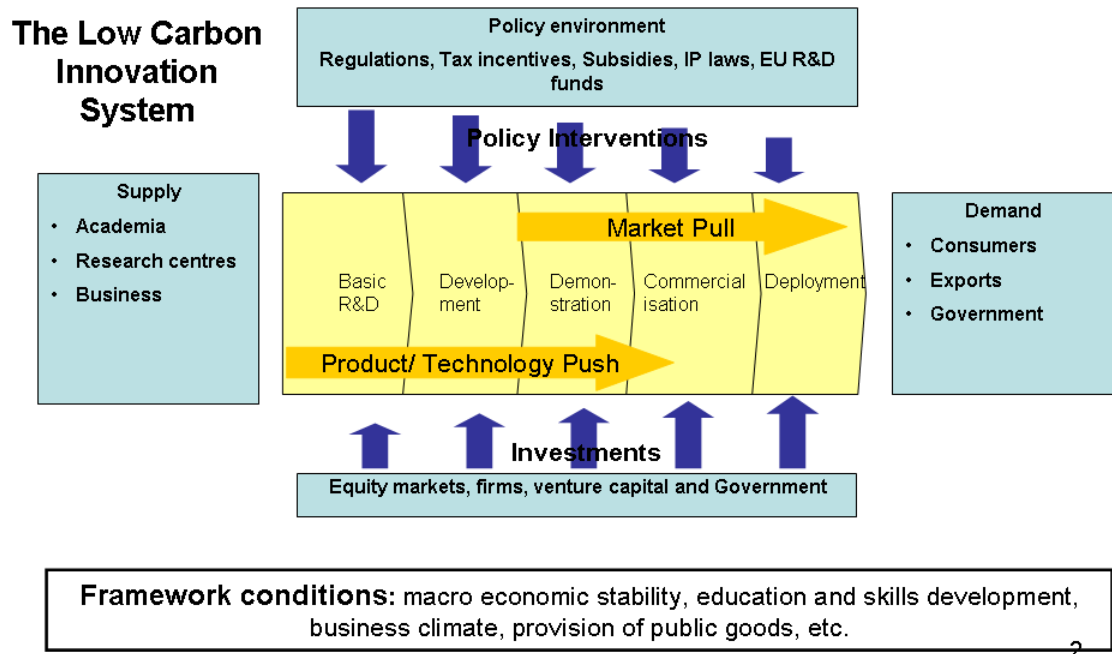 The Low Carbon
Innovation
System
Policy environment
Regulations, Tax incentives, Subsidies, IP laws, EU R&D
funds
Policy Interventions
Supply
• Academia
• Research centres
• Business
Market Pull
Basic
R&D
Develop-
ment
Demon-
stration
Commercial
isation
Deployment
Product/ Technology Push
Demand
• Consumers
• Exports
• Government
Investments
Equity markets, firms, venture capital and Government
Framework conditions: macro economic stability, education and skills development,
business climate, provision of public goods, etc.
2